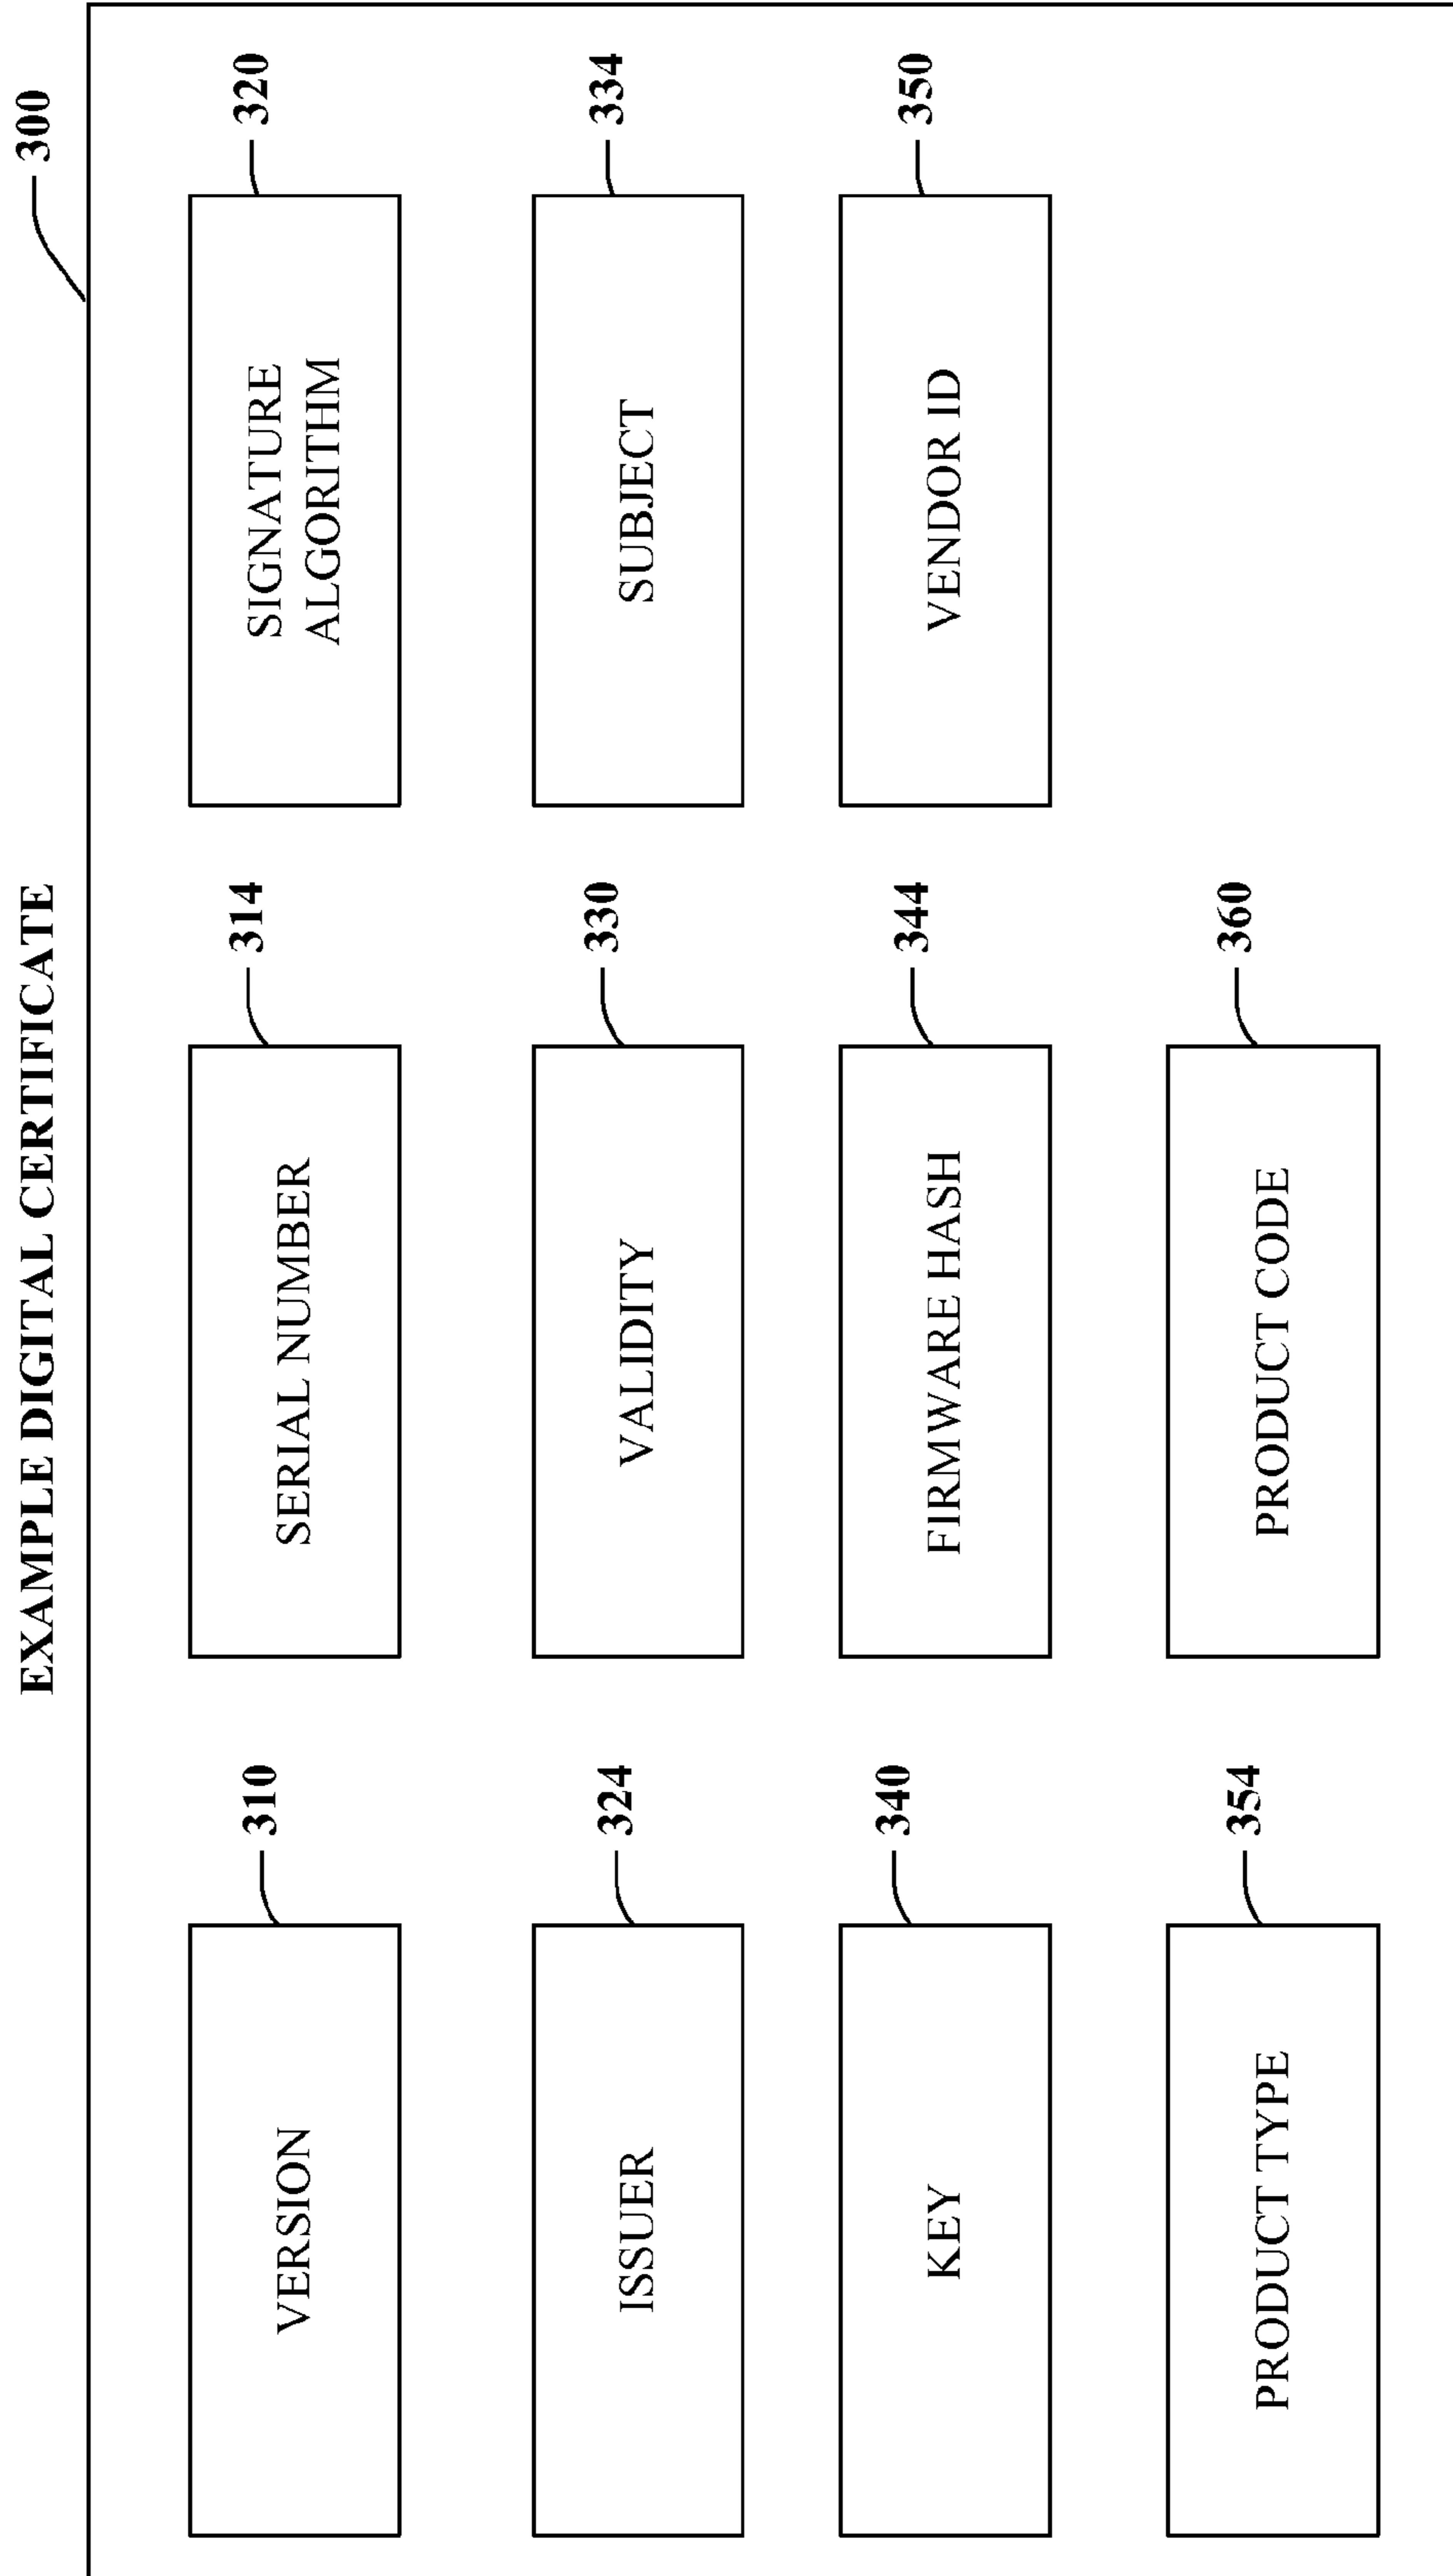 EXAMPLE DIGITAL CERTIFICATE
300
310
314
320
VERSION
SERIAL NUMBER
SIGNATURE
ALGORITHM
324
330
334
ISSUER
VALIDITY
SUBJECT
340
344
350
KEY
FIRMWARE HASH
VENDOR ID
354
360
PRODUCT TYPE
PRODUCT CODE